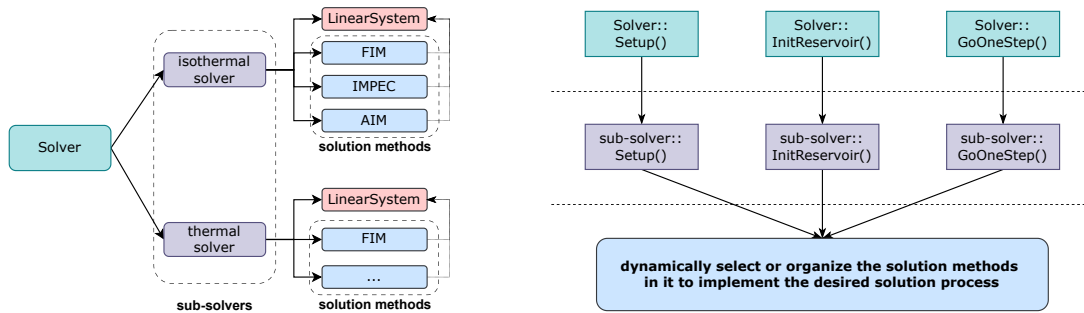 Solver
isothermal
solver
thermal
solver
sub-solvers
LinearSystem
FIM
IMPEC
AIM
solution methods
LinearSystem
FIM
...
solution methods
Solver::
Setup()
Solver::
InitReservoir()
Solver::
GoOneStep()
sub-solver::
Setup()
sub-solver::
InitReservoir()
sub-solver::
GoOneStep()
dynamically select or organize the solution methods
in it to implement the desired solution process